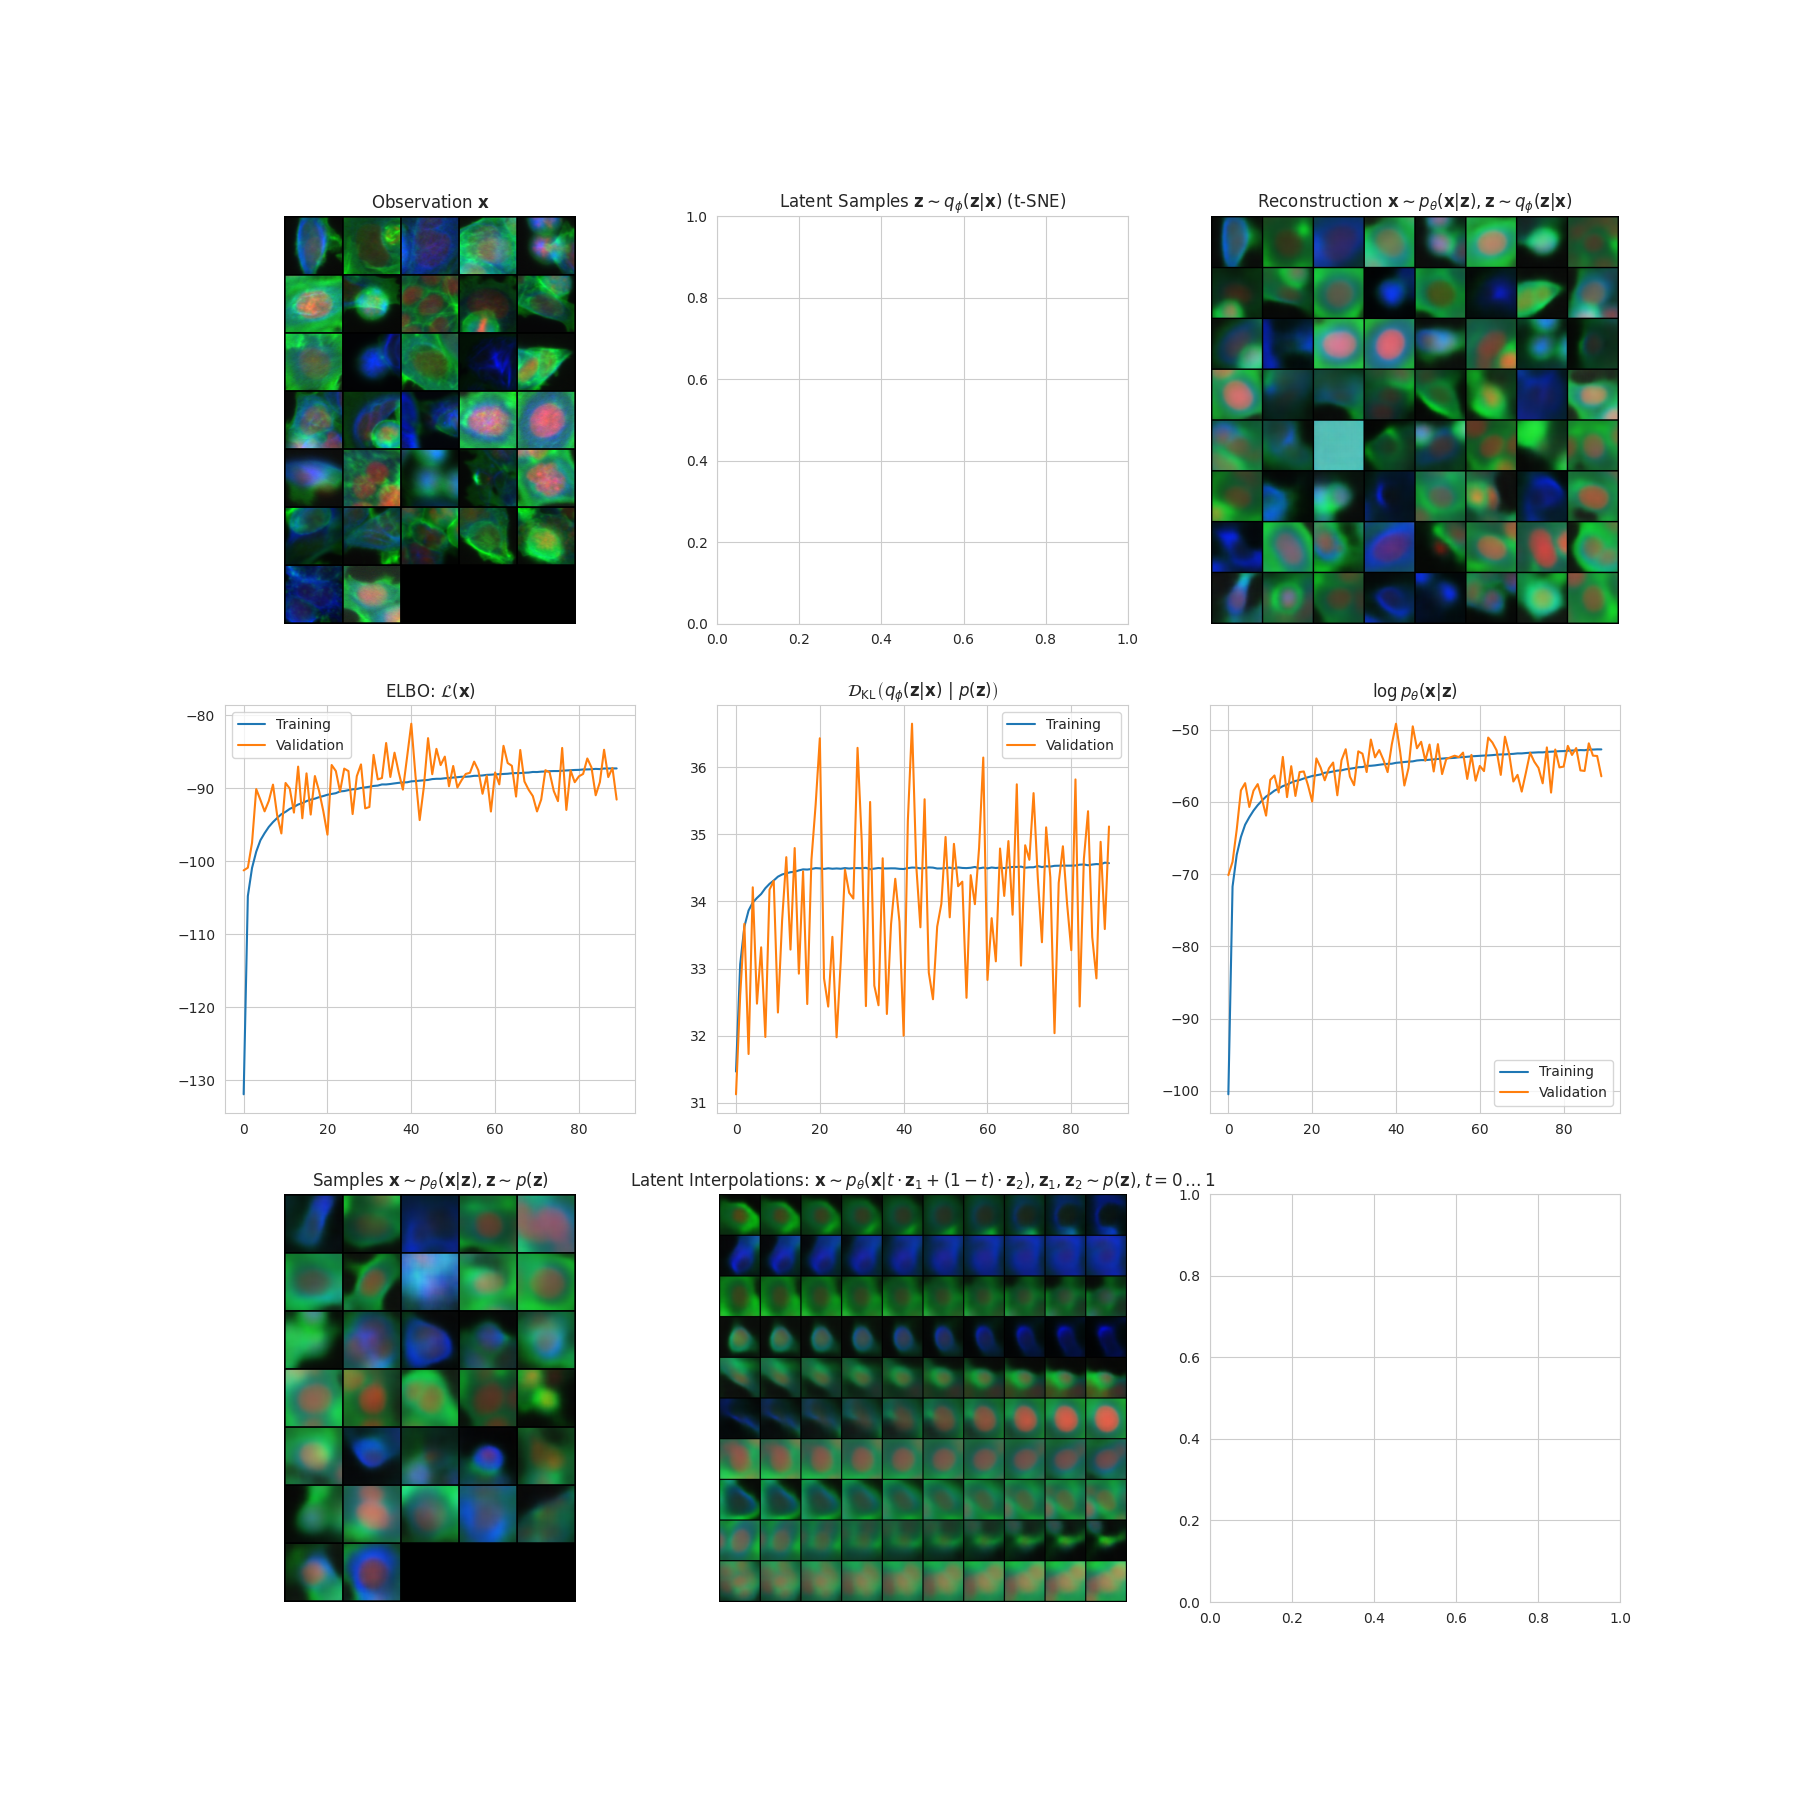 Observation x
Latent Samples z ∼ qϕ(z|x) (t-SNE)
Reconstruction x ∼ pθ(x|z), z ∼ qϕ(z|x)
1.0
0.8
0.6
0.4
0.2
0.0
0.0 0.2 0.4 0.6 0.8 1.0
ELBO: ℒ(x)
−80
−90
−100
−110
−120
−130
0 20 40 60 80
Training
Validation
𝒟KL(qϕ(z|x) | p(z))
36
35
34
33
32
31
0 20 40 60 80
Training
Validation
log pθ(x|z)
−50
−60
−70
−80
−90
−100
0 20 40 60 80
Training
Validation
Samples x ∼ pθ(x|z), z ∼ p(z)
Latent Interpolations: x ∼ pθ(x|t · z1 + (1 − t) · z2), z1, z2 ∼ p(z), t = 0 … 1
1.0
0.8
0.6
0.4
0.2
0.0
0.0 0.2 0.4 0.6 0.8 1.0